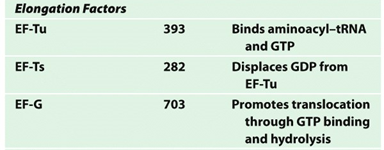 Elongation Factors
EF-Tu 393 Binds aminoacyl–tRNA
and GTP
EF-Ts 282 Displaces GDP from
EF-Tu
EF-G 703 Promotes translocation
through GTP binding
and hydrolysis